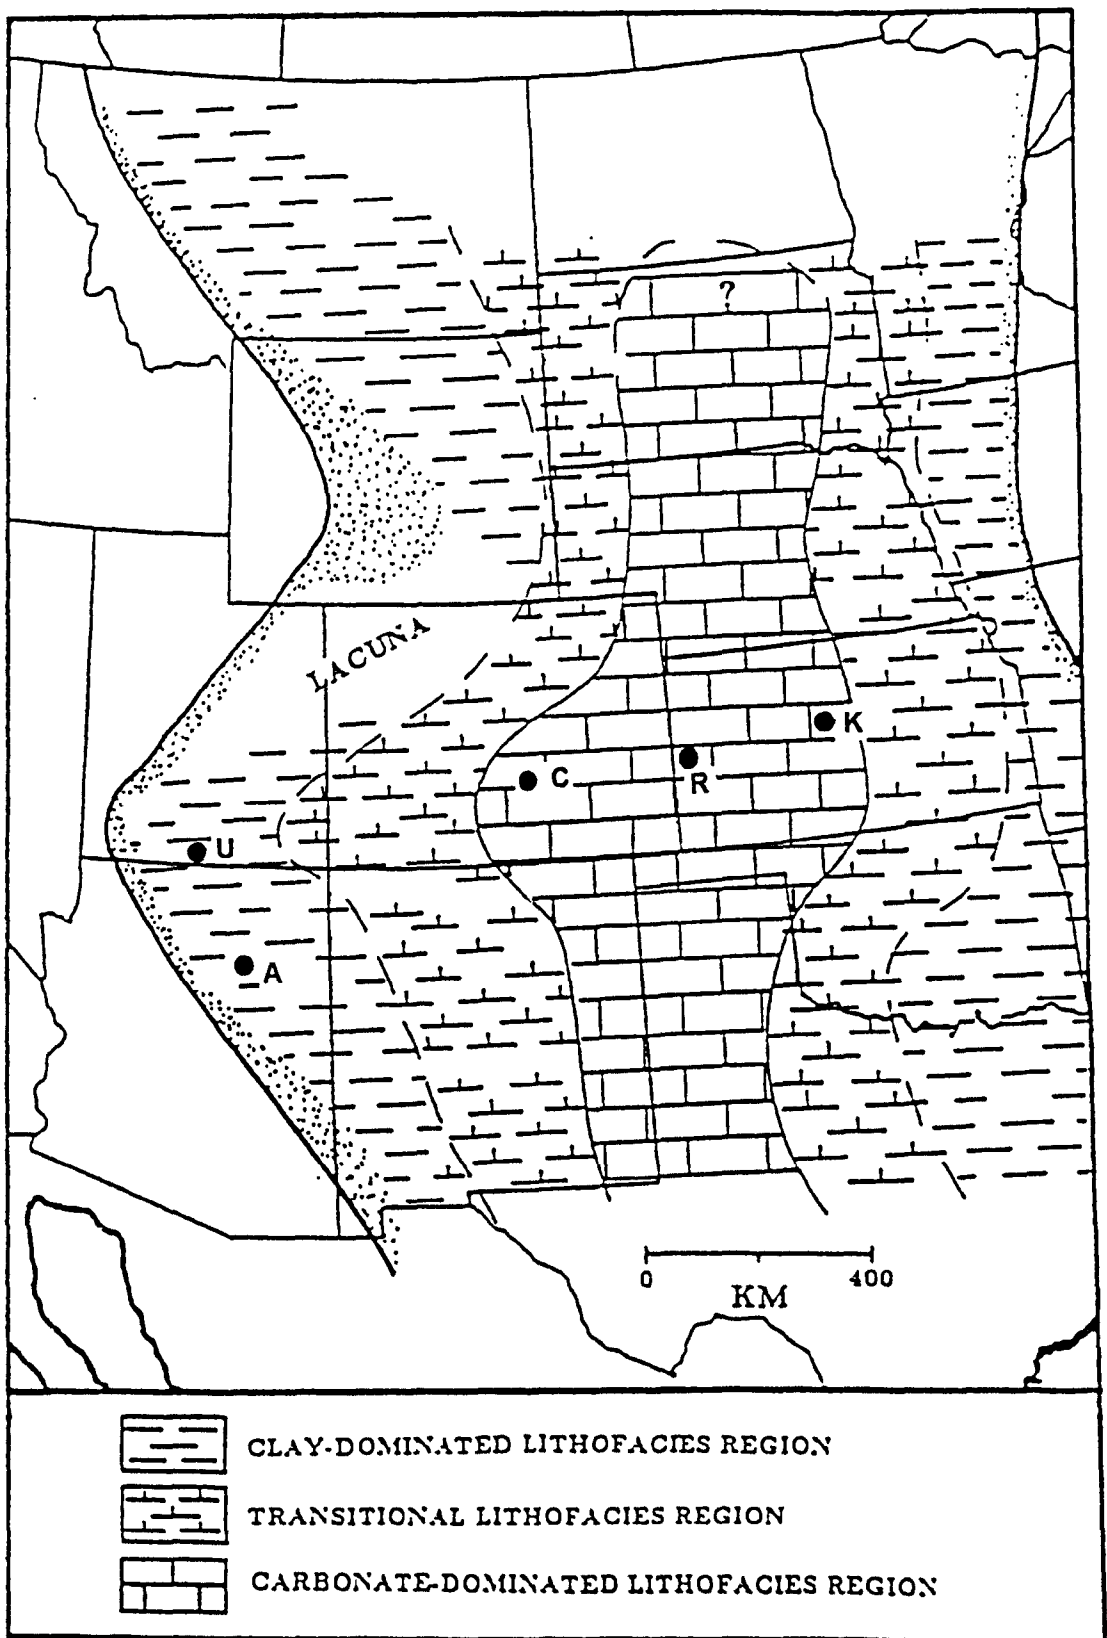 ?
LACUNA
K
C
R
U
A
0 400
KM
CLAY-DOMINATED LITHOFACIES REGION
TRANSITIONAL LITHOFACIES REGION
CARBONATE-DOMINATED LITHOFACIES REGION